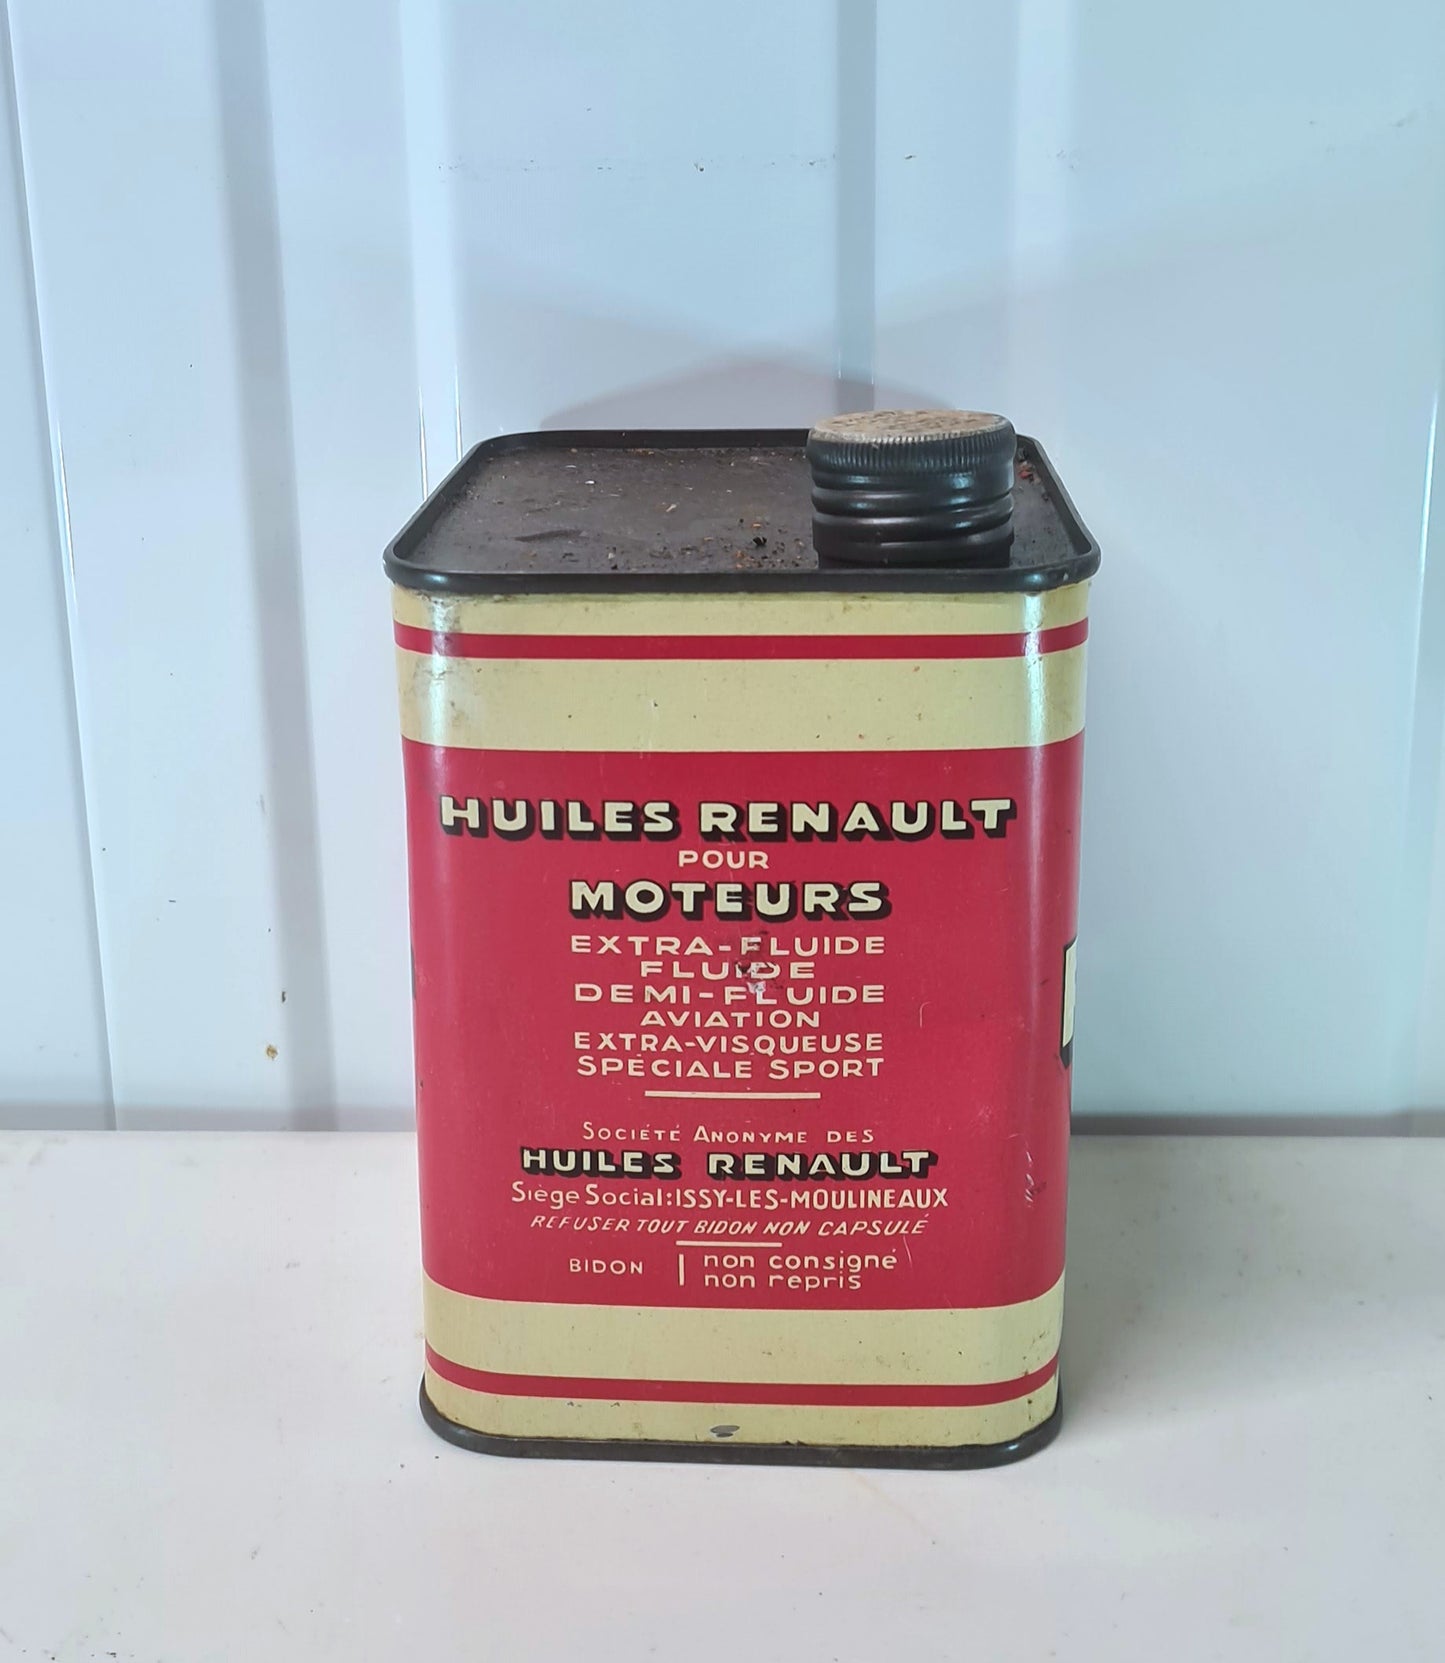 HUILES RENAULT
POUR
MOTEURS
EXTRA-FLUIDE
FLUIDE
DEMI-FLUIDE
AVIATION
EXTRA-VISQUEUSE
SPÉCIALE SPORT
SOCIÉTÉ ANONYME DES
HUILES RENAULT
Siège Social: ISSY-LES-MOULINEAUX
REFUSER TOUT BIDON NON CAPSULÉ
BIDON | non consigné
non repris